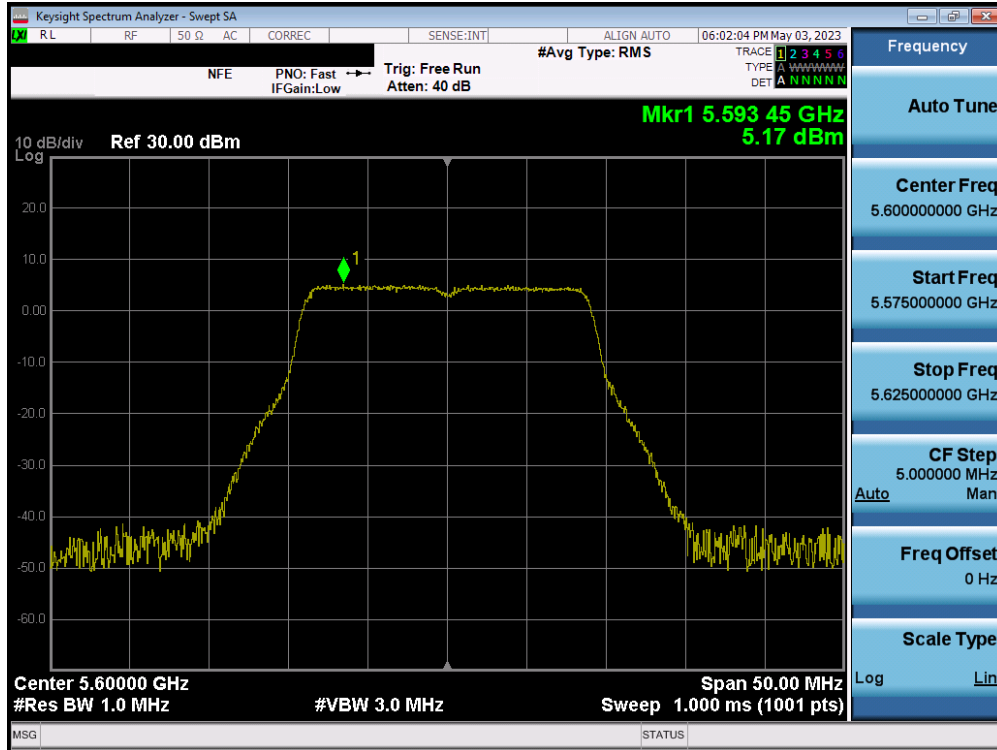 Keysight Spectrum Analyzer - Swept SA
LXI RL RF 50 Ω AC CORREC SENSE:INT ALIGN AUTO 06:02:04 PM May 03, 2023
NFE PNO: Fast Trig: Free Run #Avg Type: RMS TRACE 1 2 3 4 5 6
IFGain:Low Atten: 40 dB TYPE A WWWWW
DET A N N N N N
Mkr1 5.593 45 GHz
5.17 dBm
10 dB/div Ref 30.00 dBm
Log
20.0
10.0
1
0.00
-10.0
-20.0
-30.0
-40.0
-50.0
-60.0
Center 5.60000 GHz Span 50.00 MHz
#Res BW 1.0 MHz #VBW 3.0 MHz Sweep 1.000 ms (1001 pts)
MSG STATUS
Frequency
Auto Tune
Center Freq
5.600000000 GHz
Start Freq
5.575000000 GHz
Stop Freq
5.625000000 GHz
CF Step
5.000000 MHz
Auto Man
Freq Offset
0 Hz
Scale Type
Log Lin